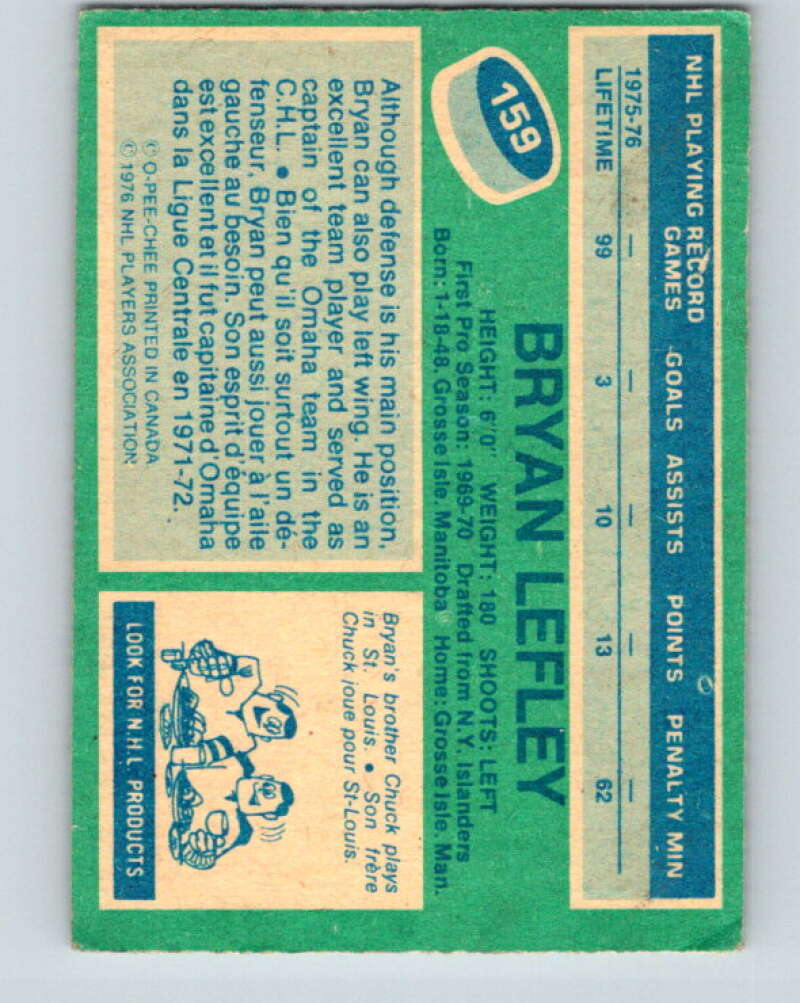 NHL PLAYING RECORD
GAMES GOALS ASSISTS POINTS PENALTY MIN
1975-76 — — — — —
LIFETIME 99 3 10 13 62
159
BRYAN LEFLEY
HEIGHT: 6'0" WEIGHT: 180 SHOOTS: LEFT
First Pro Season: 1969-70 Drafted from N.Y. Islanders
Born: 1-18-48. Grosse Isle. Manitoba Home: Grosse Isle. Man.
Although defense is his main position,
Bryan can also play left wing. He is an
excellent team player and served as
captain of the Omaha team in the
C.H.L. • Bien qu'il soit surtout un dé-
fenseur, Bryan peut aussi jouer à l'aile
gauche au besoin. Son esprit d'équipe
est excellent et il fut capitaine d'Omaha
dans la Ligue Centrale en 1971-72.
© O-PEE-CHEE PRINTED IN CANADA
© 1976 NHL PLAYERS ASSOCIATION
Bryan's brother Chuck plays
in St. Louis. • Son frère
Chuck joue pour St-Louis.
LOOK FOR N.H.L PRODUCTS